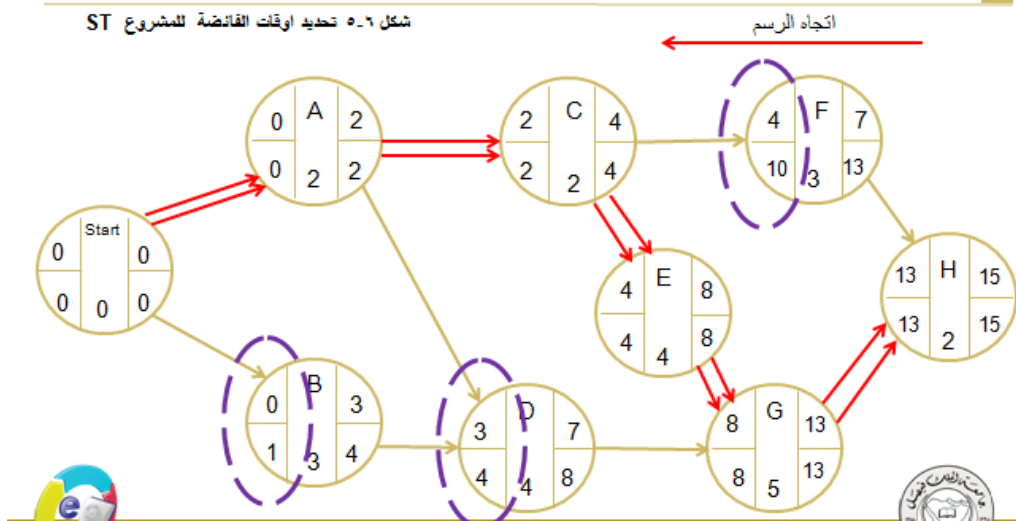 شكل ٦-٥ تحديد اوقات الفائضة للمشروع ST
اتجاه الرسم
0 A 2
0 2 2
2 C 4
2 2 4
4 F 7
10 3 13
Start
0 0
0 0 0
4 E 8
4 4 8
13 H 15
13 2 15
0 B 3
1 3 4
3 D 7
4 4 8
8 G 13
8 5 13
e